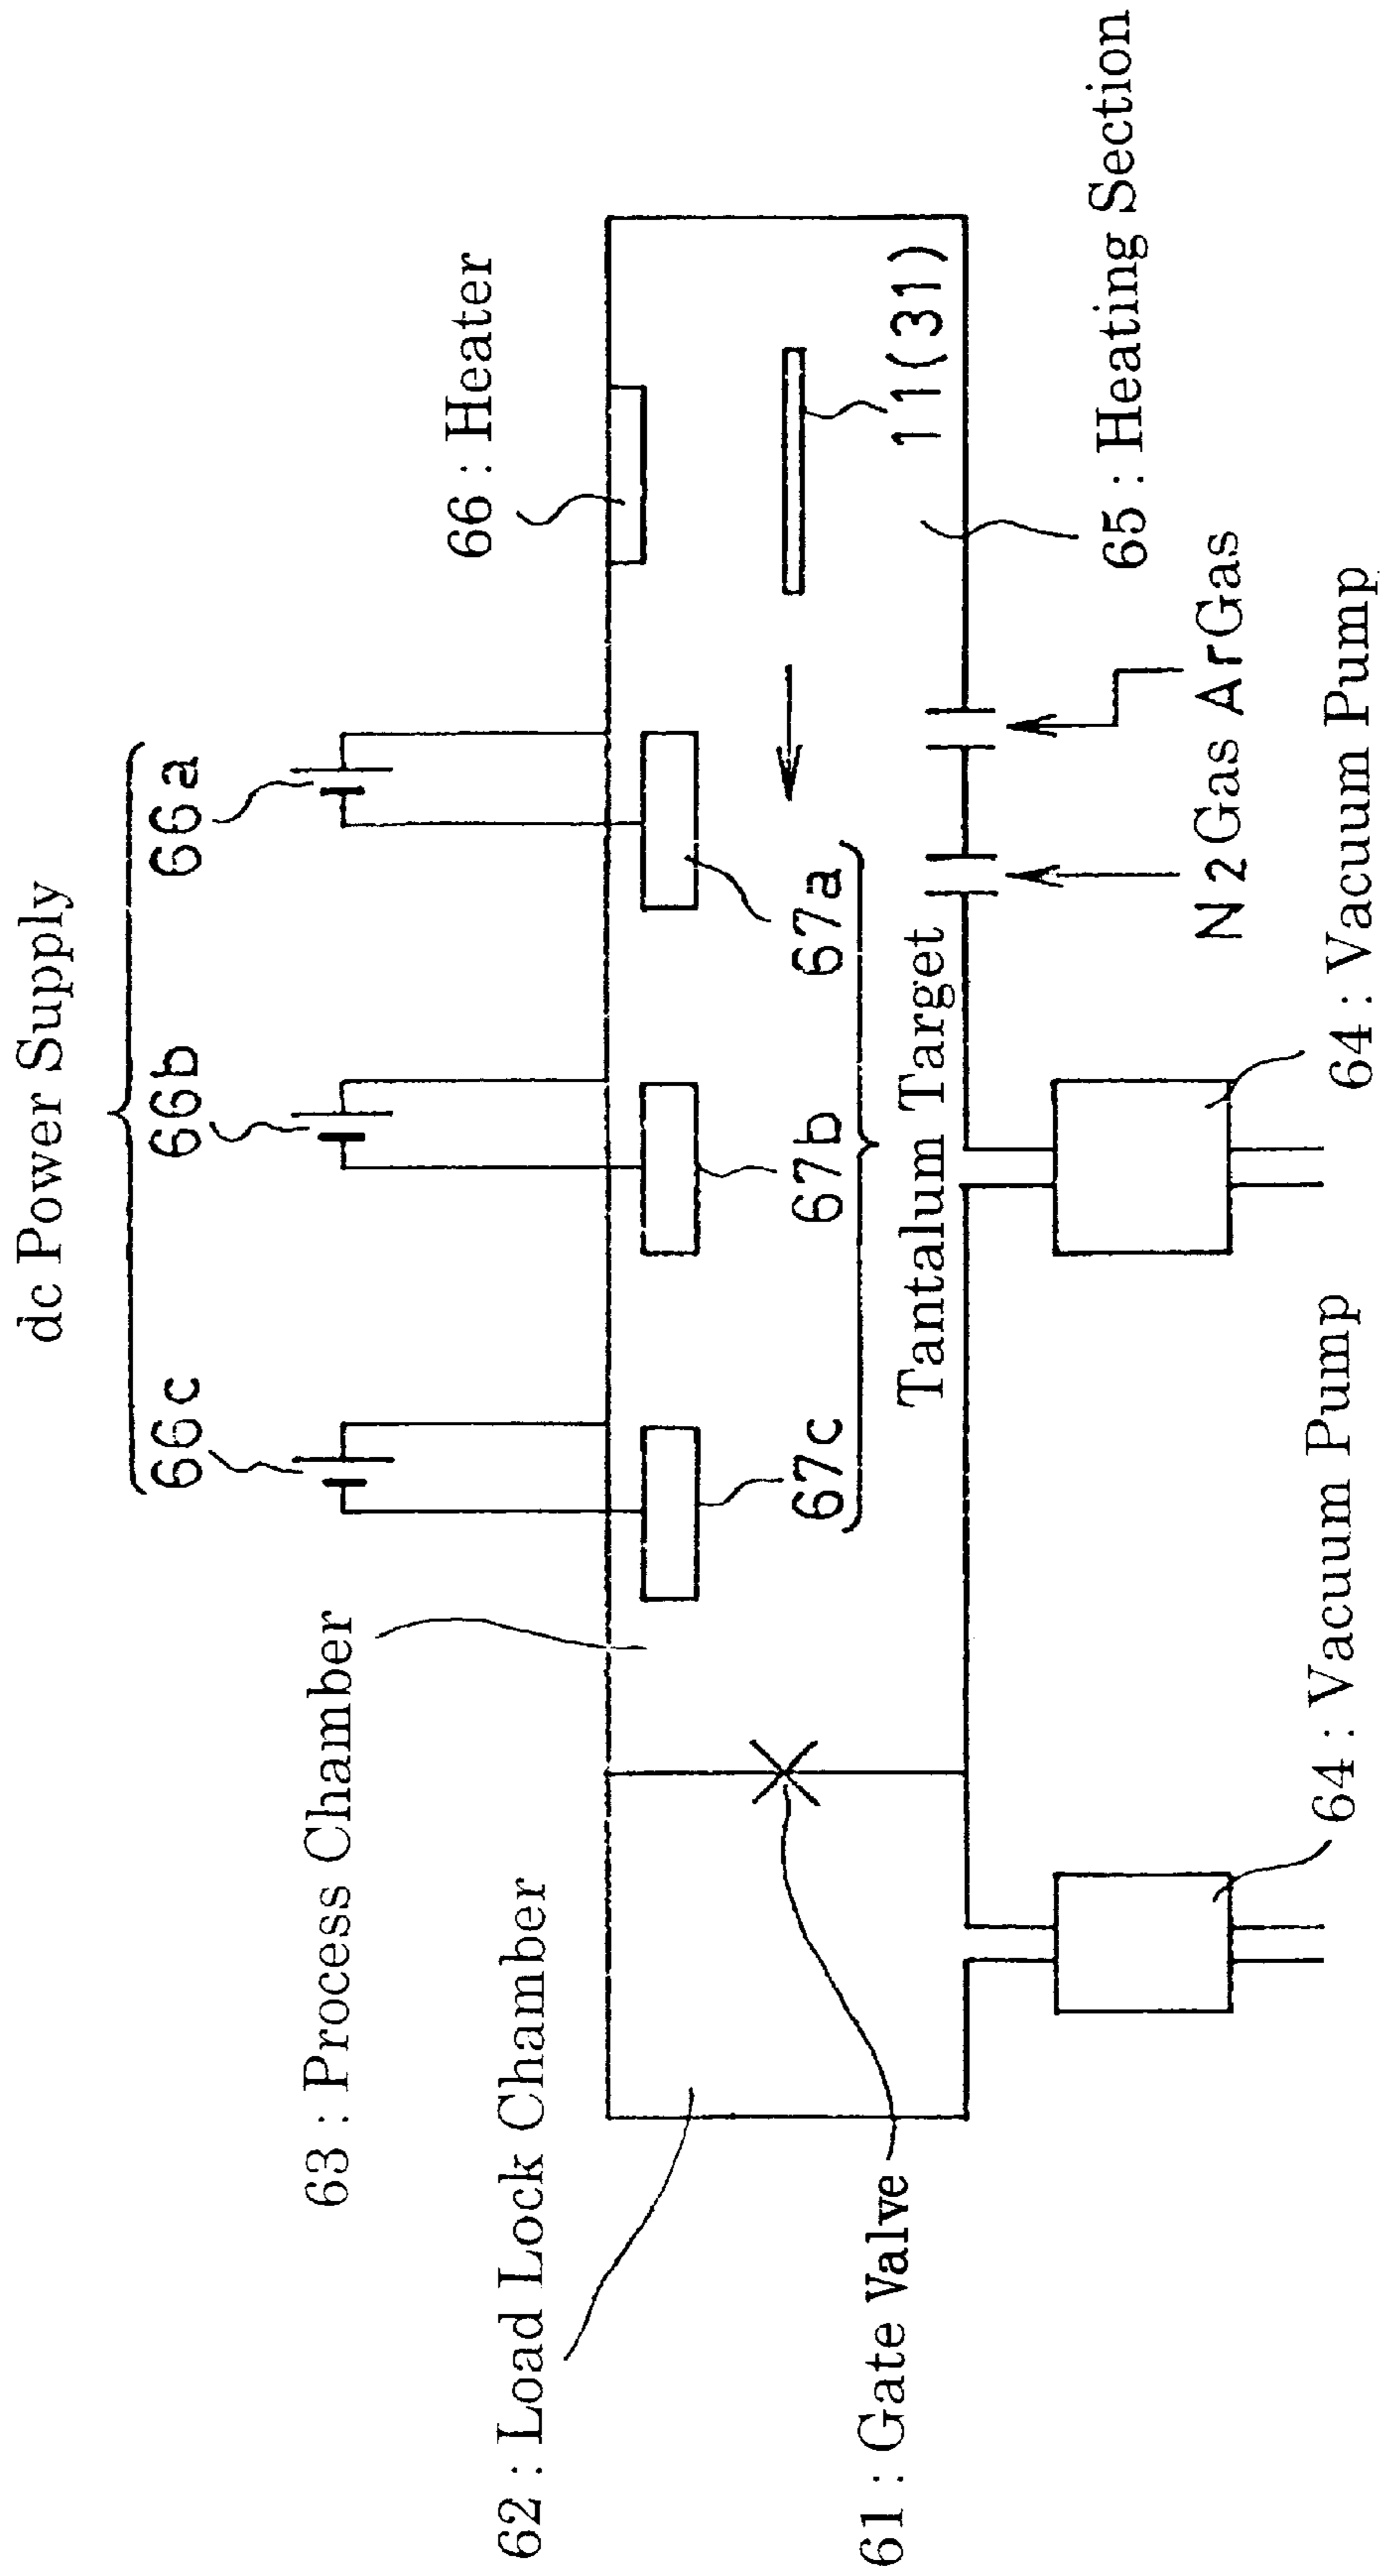 dc Power Supply
66c
66b
66a
66 : Heater
63 : Process Chamber
62 : Load Lock Chamber
67c
67b
67a
Tantalum Target
11(31)
61 : Gate Valve
65 : Heating Section
N2Gas ArGas
64 : Vacuum Pump
64 : Vacuum Pump